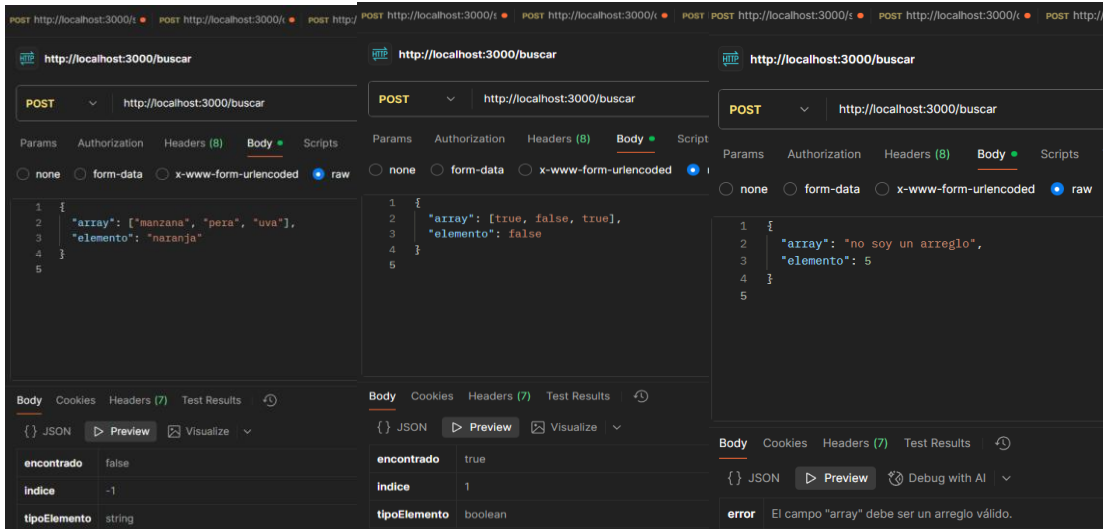 POST http://localhost:3000/t
POST http://localhost:3000/(
POST http:/
HTTP http://localhost:3000/buscar
POST http://localhost:3000/buscar
Params Authorization Headers (8) Body Scripts
none form-data x-www-form-urlencoded raw
1 {
2 "array": ["manzana", "pera", "uva"],
3 "elemento": "naranja"
4 }
5
Body Cookies Headers (7) Test Results
{ } JSON Preview Visualize
encontrado false
indice -1
tipoElemento string
POST http://localhost:3000/t
POST http://localhost:3000/(
POST
HTTP http://localhost:3000/buscar
POST http://localhost:3000/buscar
Params Authorization Headers (8) Body Script
none form-data x-www-form-urlencoded
1 {
2 "array": [true, false, true],
3 "elemento": false
4 }
5
Body Cookies Headers (7) Test Results
{ } JSON Preview Visualize
encontrado true
indice 1
tipoElemento boolean
POST http://localhost:3000/s
POST http://localhost:3000/(
POST http://
HTTP http://localhost:3000/buscar
POST http://localhost:3000/buscar
Params Authorization Headers (8) Body Scripts
none form-data x-www-form-urlencoded raw
1 {
2 "array": "no soy un arreglo",
3 "elemento": 5
4 }
5
Body Cookies Headers (7) Test Results
{ } JSON Preview Debug with AI
error El campo "array" debe ser un arreglo válido.